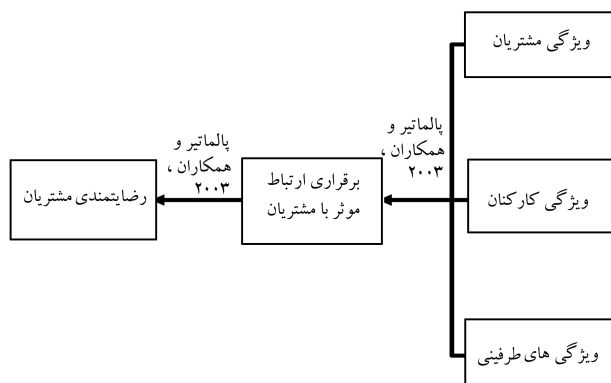 ویژگی مشتریان
پالماتیر و
همکاران ،
۲۰۰۳
ویژگی کارکنان
برقراری ارتباط
موثر با مشتریان
پالماتیر و
همکاران ،
۲۰۰۳
رضایتمندی مشتریان
ویژگی های طرفینی